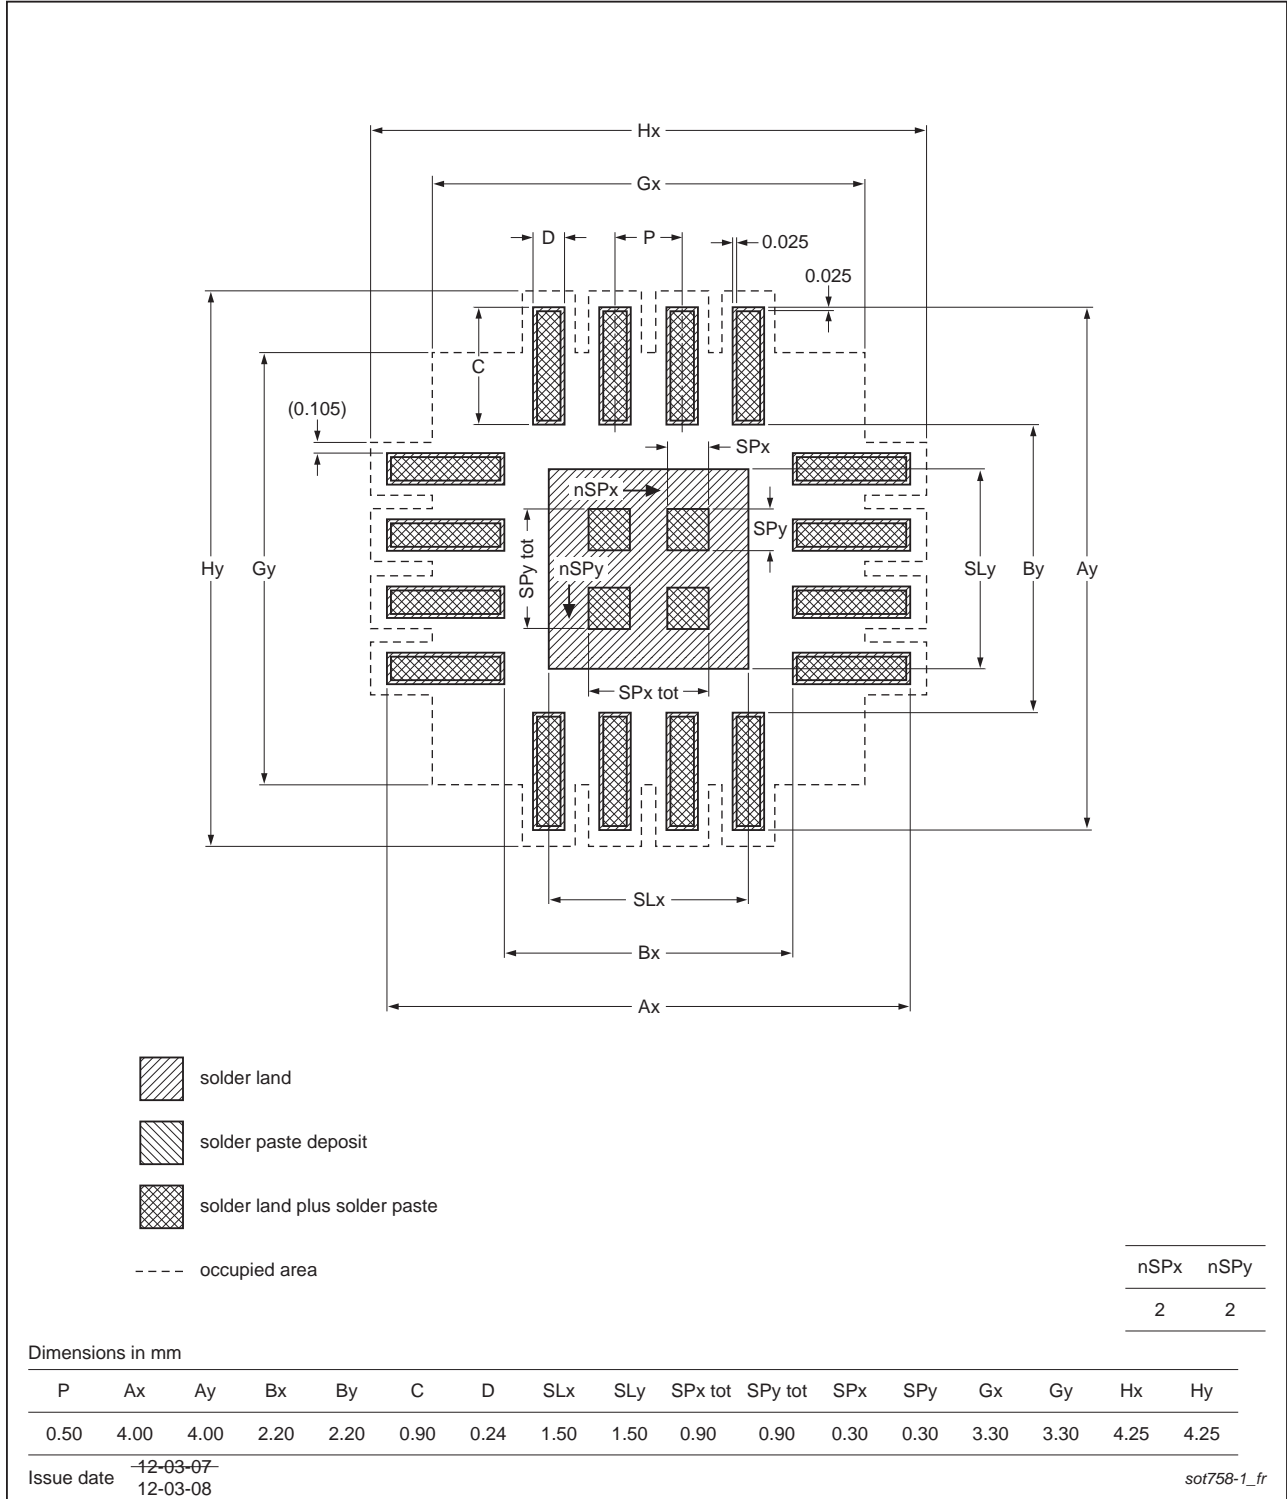 Hx
Gx
D
P
0.025
0.025
C
(0.105)
SPx
nSPx
SPy
SPy tot
nSPy
Hy
Gy
SLy
By
Ay
SPx tot
SLx
Bx
Ax
solder land
solder paste deposit
solder land plus solder paste
occupied area
nSPx nSPy
2 2
Dimensions in mm
P Ax Ay Bx By C D SLx SLy SPx tot SPy tot SPx SPy Gx Gy Hx Hy
0.50 4.00 4.00 2.20 2.20 0.90 0.24 1.50 1.50 0.90 0.90 0.30 0.30 3.30 3.30 4.25 4.25
Issue date 12-03-07
12-03-08
sot758-1_fr